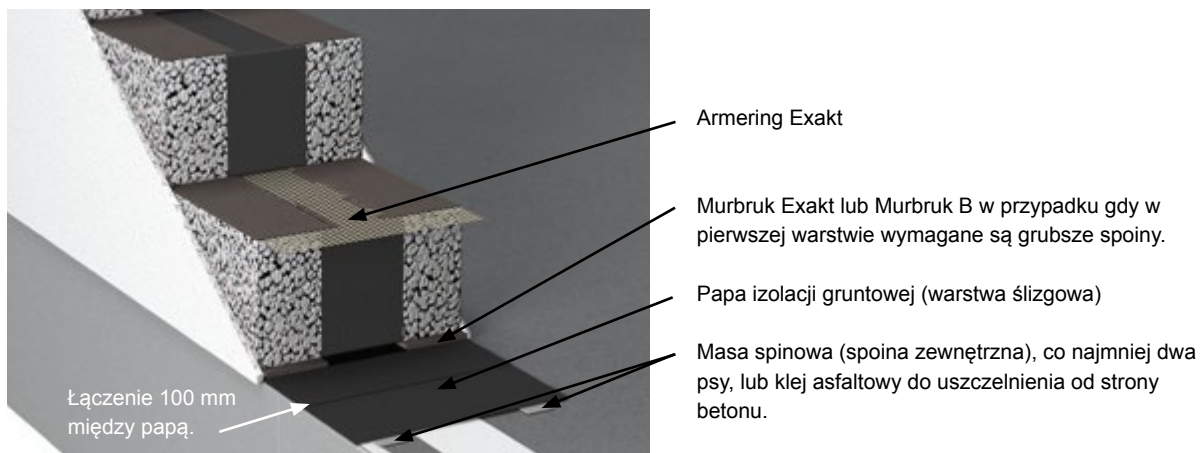 Armering Exakt
Murbruk Exakt lub Murbruk B w przypadku gdy w
pierwszej warstwie wymagane są grubsze spoiny.
Papa izolacji gruntowej (warstwa ślizgowa)
Masa spinowa (spoina zewnętrzna), co najmniej dwa
psy, lub klej asfaltowy do uszczelnienia od strony
betonu.
Łączenie 100 mm
między papą.